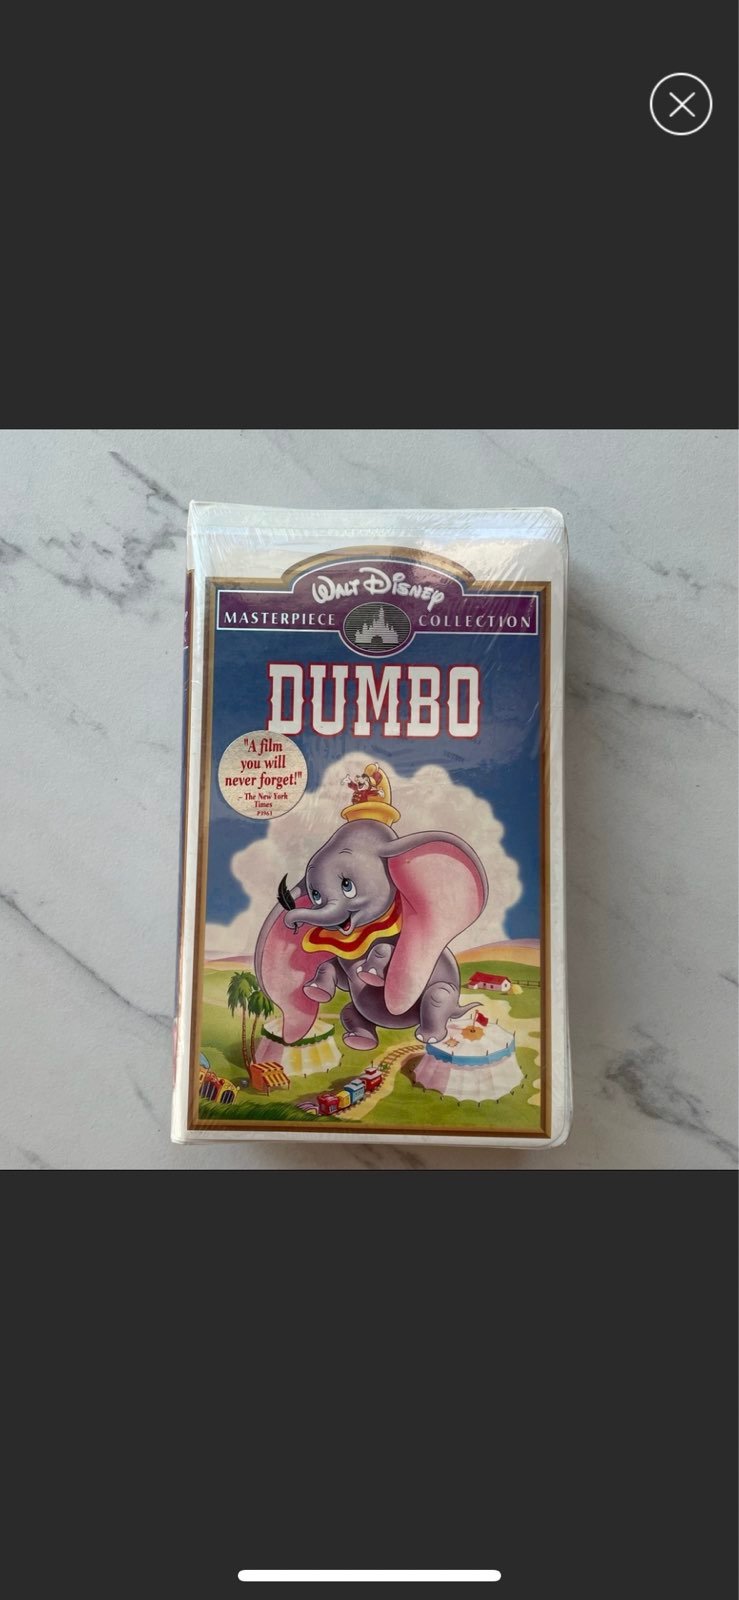 WALT DISNEY
MASTERPIECE COLLECTION
DUMBO
"A film
you will
never forget!"
- The New York
Times